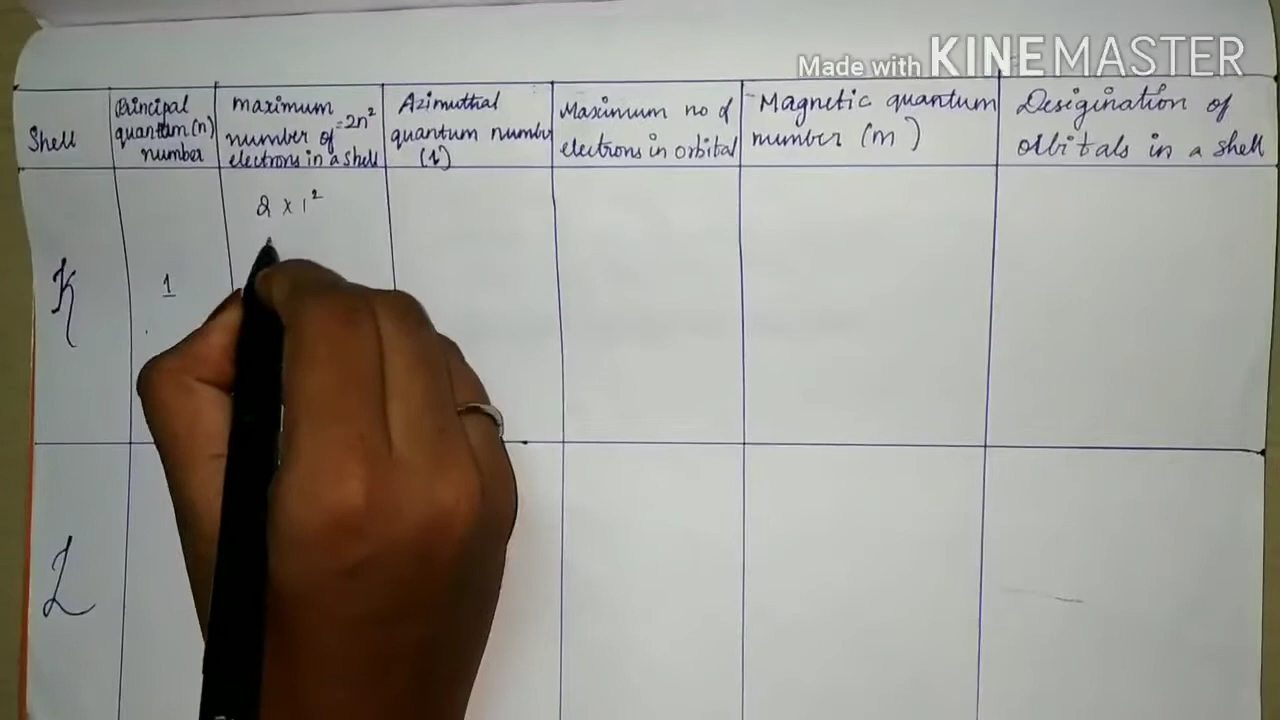 Made with KINEMASTER
Shell
Principal
quantum (n)
number
maximum
number of =2n²
electrons in a shell
Azimuthal
quantum number
(l)
Maximum no of
electrons in orbital
Magnetic quantum
number (m)
Desigination of
orbitals in a shell
K
1
2 x 1²
L